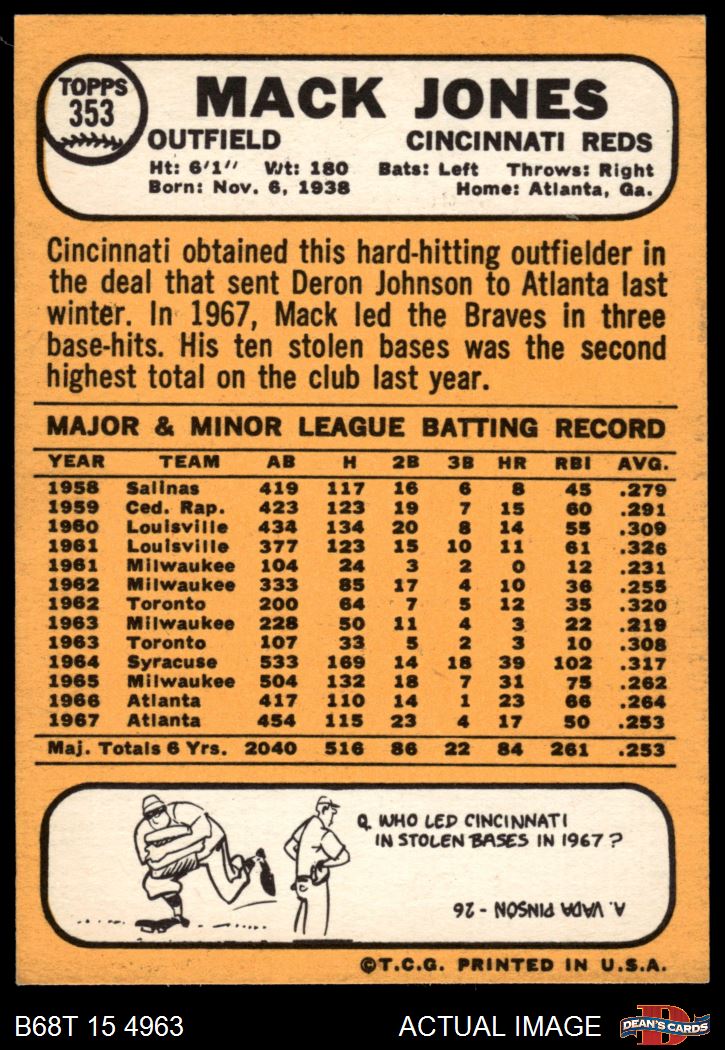 TOPPS
353
MACK JONES
OUTFIELD CINCINNATI REDS
Ht: 6'1" Wt: 180 Bats: Left Throws: Right
Born: Nov. 6, 1938 Home: Atlanta, Ga.
Cincinnati obtained this hard-hitting outfielder in
the deal that sent Deron Johnson to Atlanta last
winter. In 1967, Mack led the Braves in three
base-hits. His ten stolen bases was the second
highest total on the club last year.
MAJOR & MINOR LEAGUE BATTING RECORD
YEAR TEAM AB H 2B 3B HR RBI AVG.
1958 Salinas 419 117 16 6 8 45 .279
1959 Ced. Rap. 423 123 19 7 15 60 .291
1960 Louisville 434 134 20 8 14 55 .309
1961 Louisville 377 123 15 10 11 61 .326
1961 Milwaukee 104 24 3 2 0 12 .231
1962 Milwaukee 333 85 17 4 10 36 .255
1962 Toronto 200 64 7 5 12 35 .320
1963 Milwaukee 228 50 11 4 3 22 .219
1963 Toronto 107 33 5 2 3 10 .308
1964 Syracuse 533 169 14 18 39 102 .317
1965 Milwaukee 504 132 18 7 31 75 .262
1966 Atlanta 417 110 14 1 23 66 .264
1967 Atlanta 454 115 23 4 17 50 .253
Maj. Totals 6 Yrs. 2040 516 86 22 84 261 .253
Q. WHO LED CINCINNATI
IN STOLEN BASES IN 1967?
A. VADA PINSON - 26
©T.C.G. PRINTED IN U.S.A.
B68T 15 4963 ACTUAL IMAGE D DEAN'S CARDS